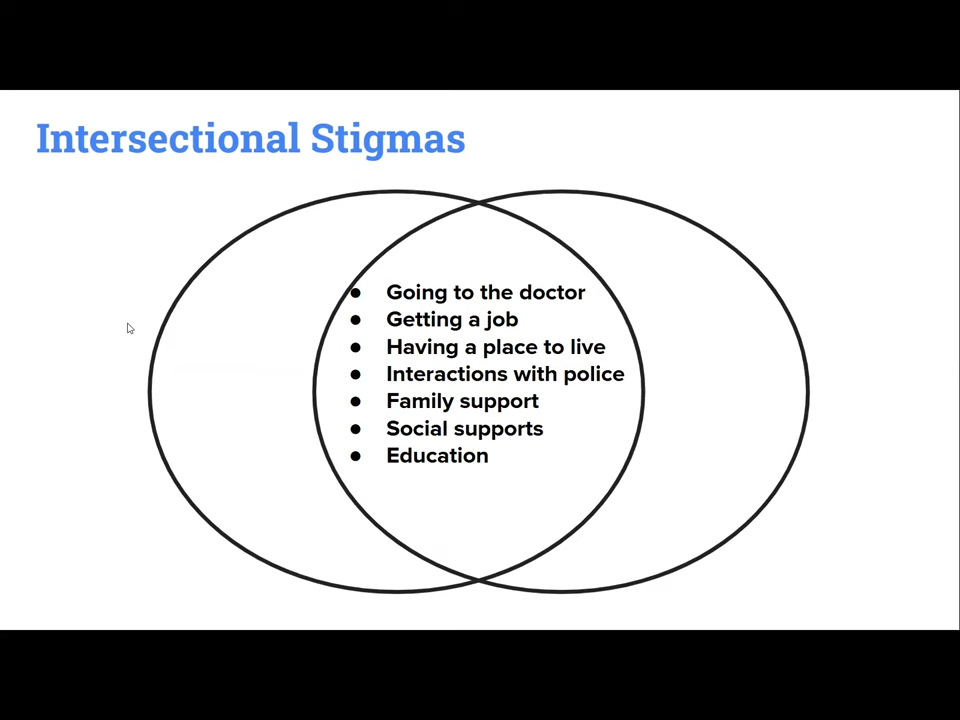 Intersectional Stigmas
● Going to the doctor
● Getting a job
● Having a place to live
● Interactions with police
● Family support
● Social supports
● Education